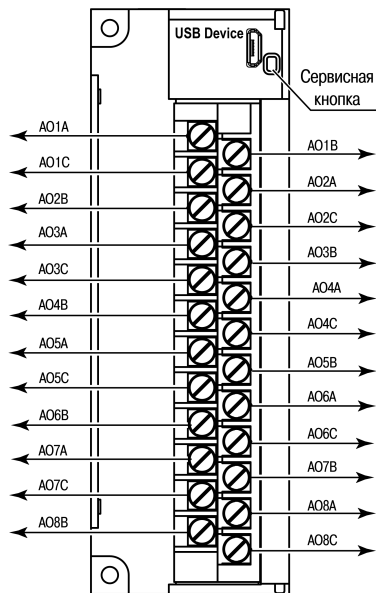 USB Device
Сервисная
кнопка
AO1A
AO1B
AO1C
AO2A
AO2B
AO2C
AO3A
AO3B
AO3C
AO4A
AO4B
AO4C
AO5A
AO5B
AO5C
AO6A
AO6B
AO6C
AO7A
AO7B
AO7C
AO8A
AO8B
AO8C